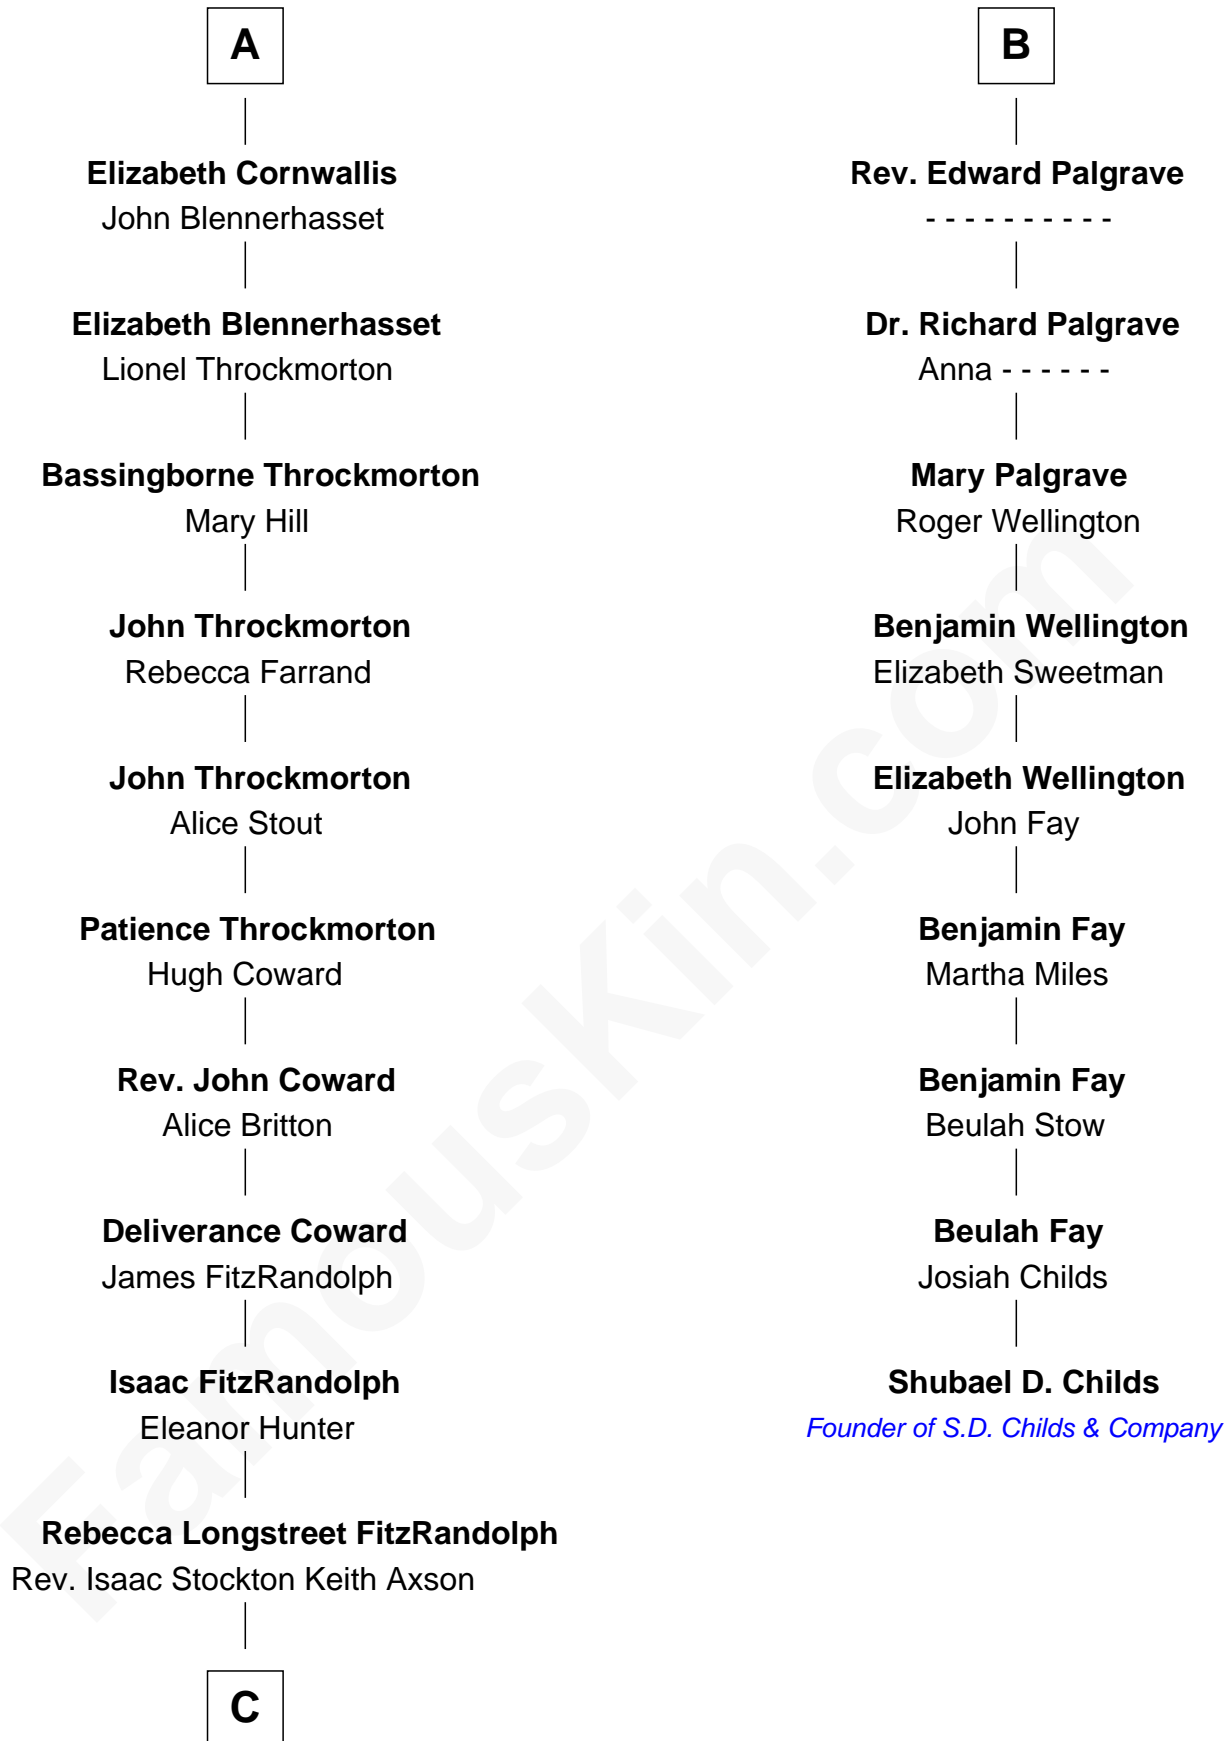 A
Elizabeth Cornwallis
John Blennerhasset
Elizabeth Blennerhasset
Lionel Throckmorton
Bassingborne Throckmorton
Mary Hill
John Throckmorton
Rebecca Farrand
John Throckmorton
Alice Stout
Patience Throckmorton
Hugh Coward
Rev. John Coward
Alice Britton
Deliverance Coward
James FitzRandolph
Isaac FitzRandolph
Eleanor Hunter
Rebecca Longstreet FitzRandolph
Rev. Isaac Stockton Keith Axson
C
B
Rev. Edward Palgrave
- - - - - - - - - -
Dr. Richard Palgrave
Anna - - - - - -
Mary Palgrave
Roger Wellington
Benjamin Wellington
Elizabeth Sweetman
Elizabeth Wellington
John Fay
Benjamin Fay
Martha Miles
Benjamin Fay
Beulah Stow
Beulah Fay
Josiah Childs
Shubael D. Childs
Founder of S.D. Childs & Company
FamousKin.com